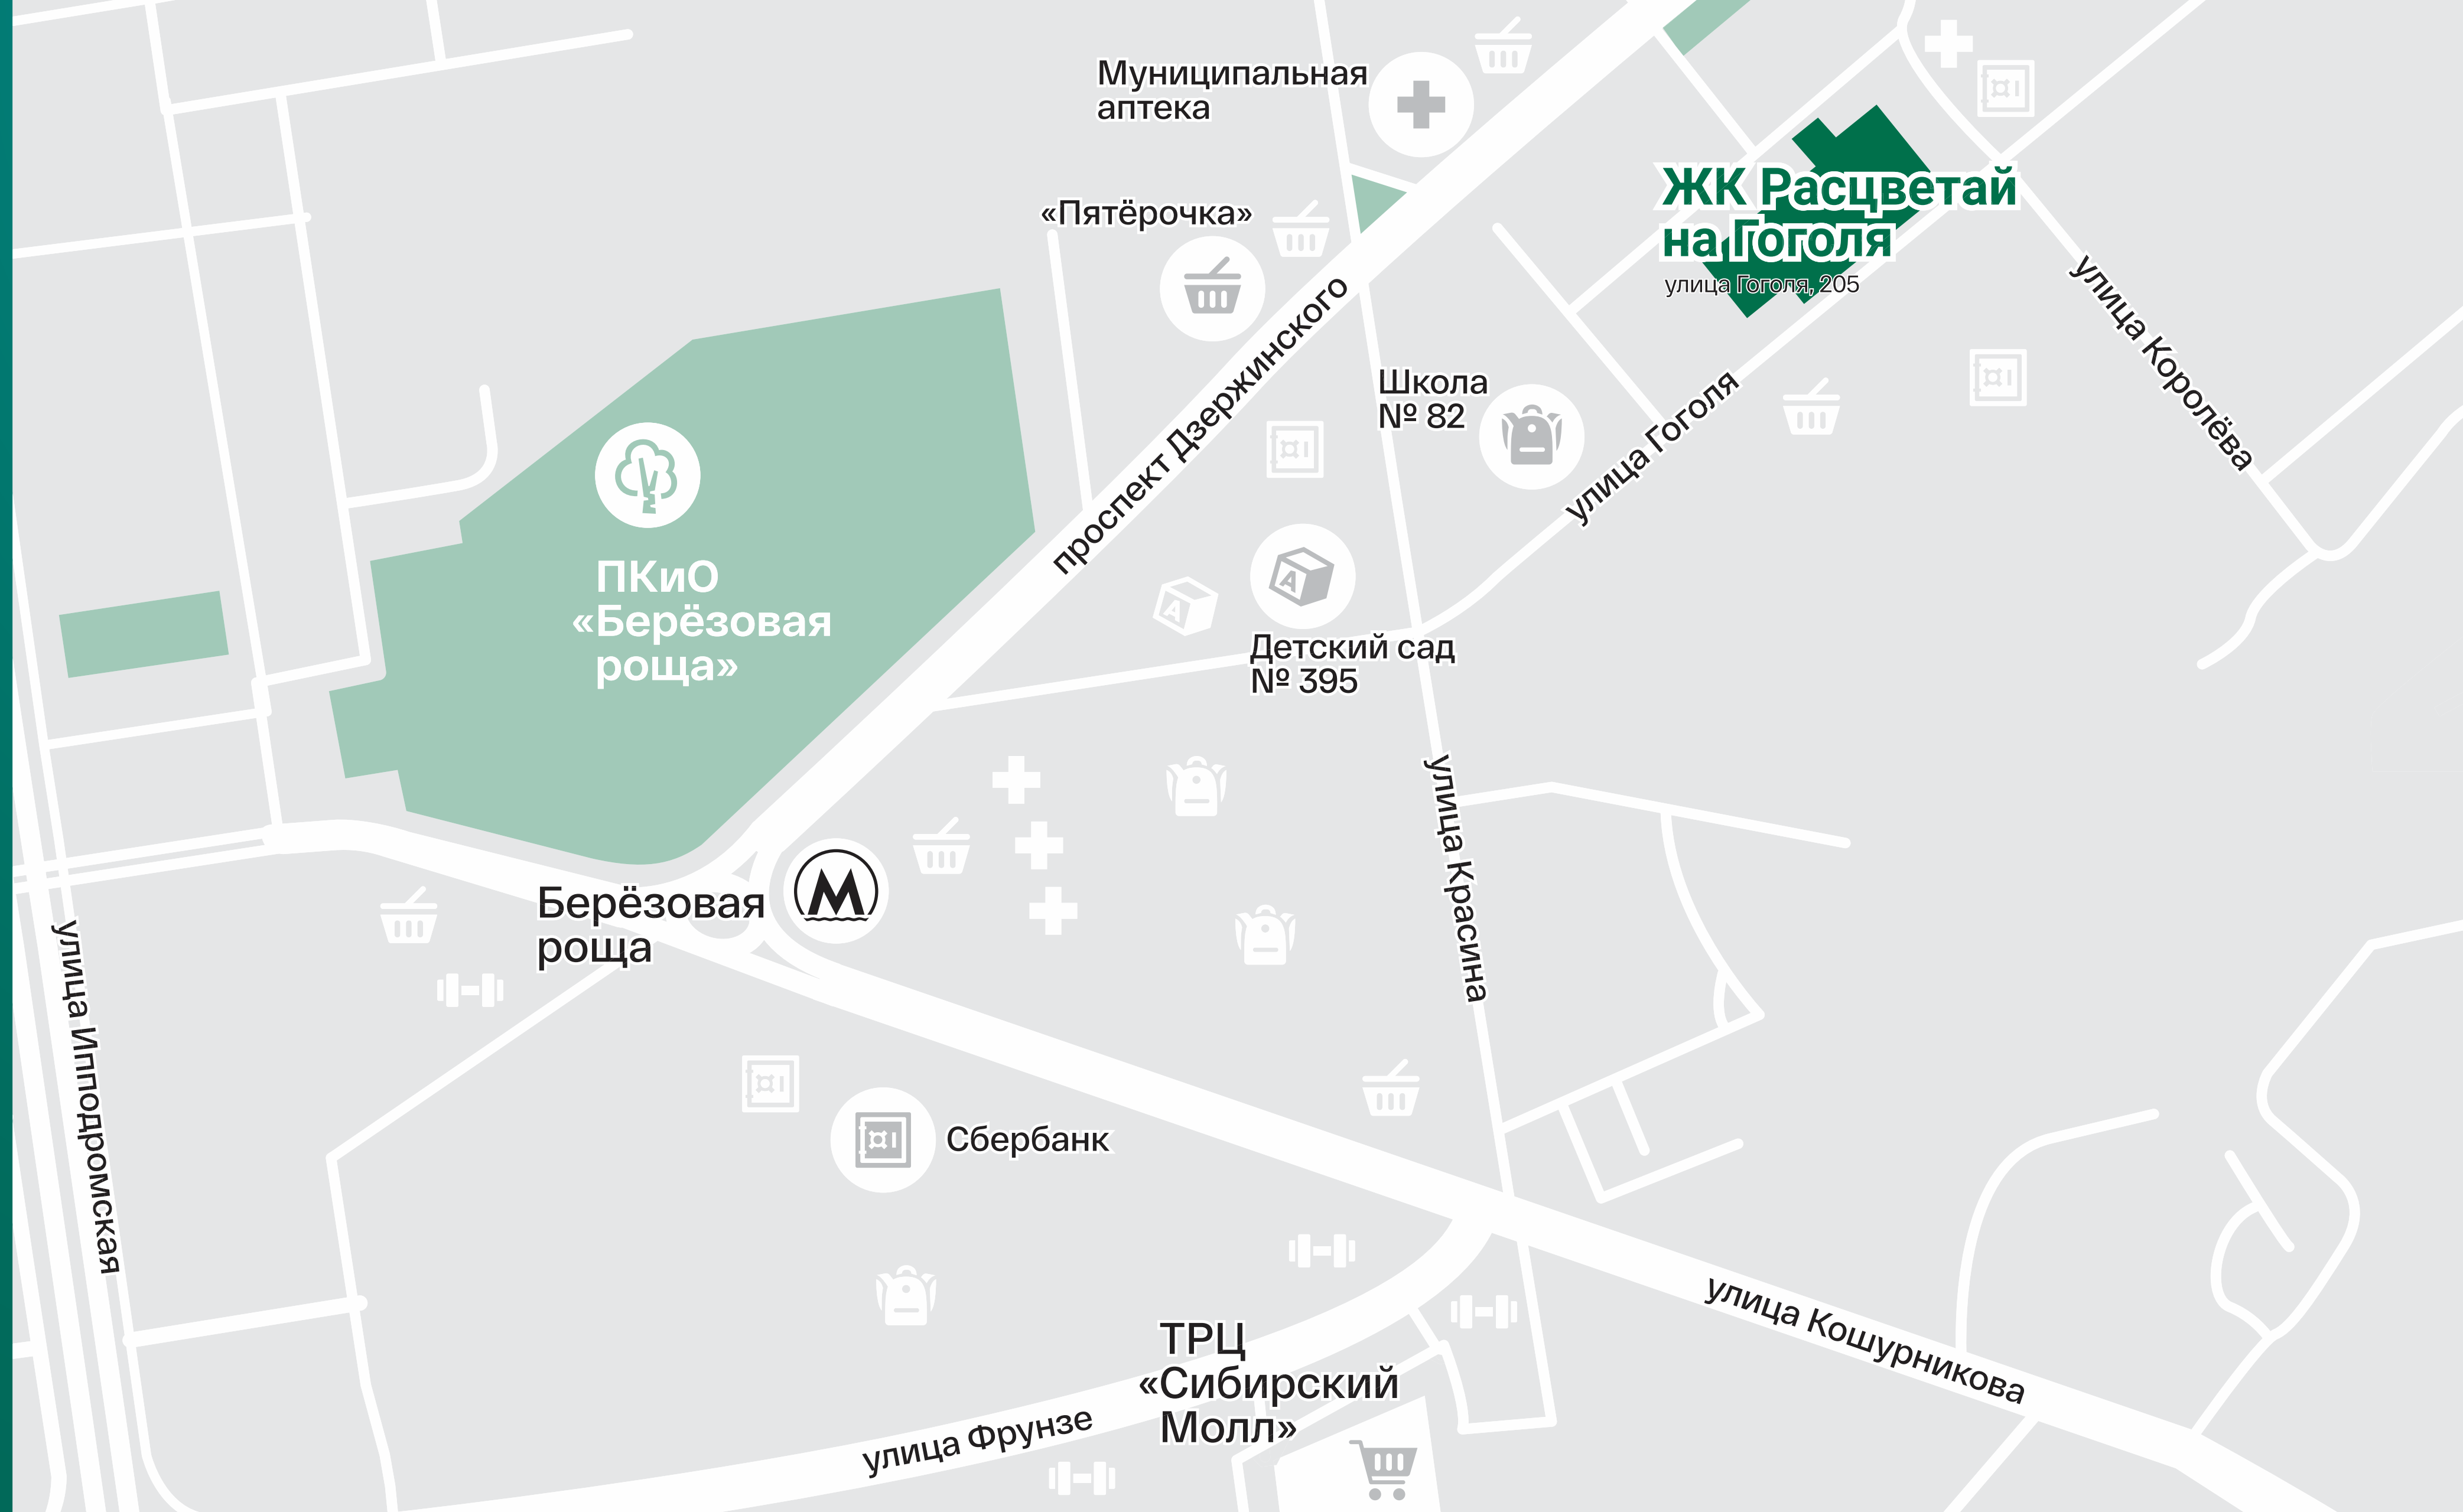 Муниципальная
аптека
«Пятёрочка»
ЖК Расцветай
на Гоголя
улица Гоголя, 205
проспект Дзержинского
улица Королёва
Школа
№ 82
улица Гоголя
ПКиО
«Берёзовая
роща»
Детский сад
№ 395
улица Красина
Берёзовая
роща
М
улица Ипподромская
Сбербанк
улица Кошурникова
ТРЦ
«Сибирский
Молл»
улица Фрунзе